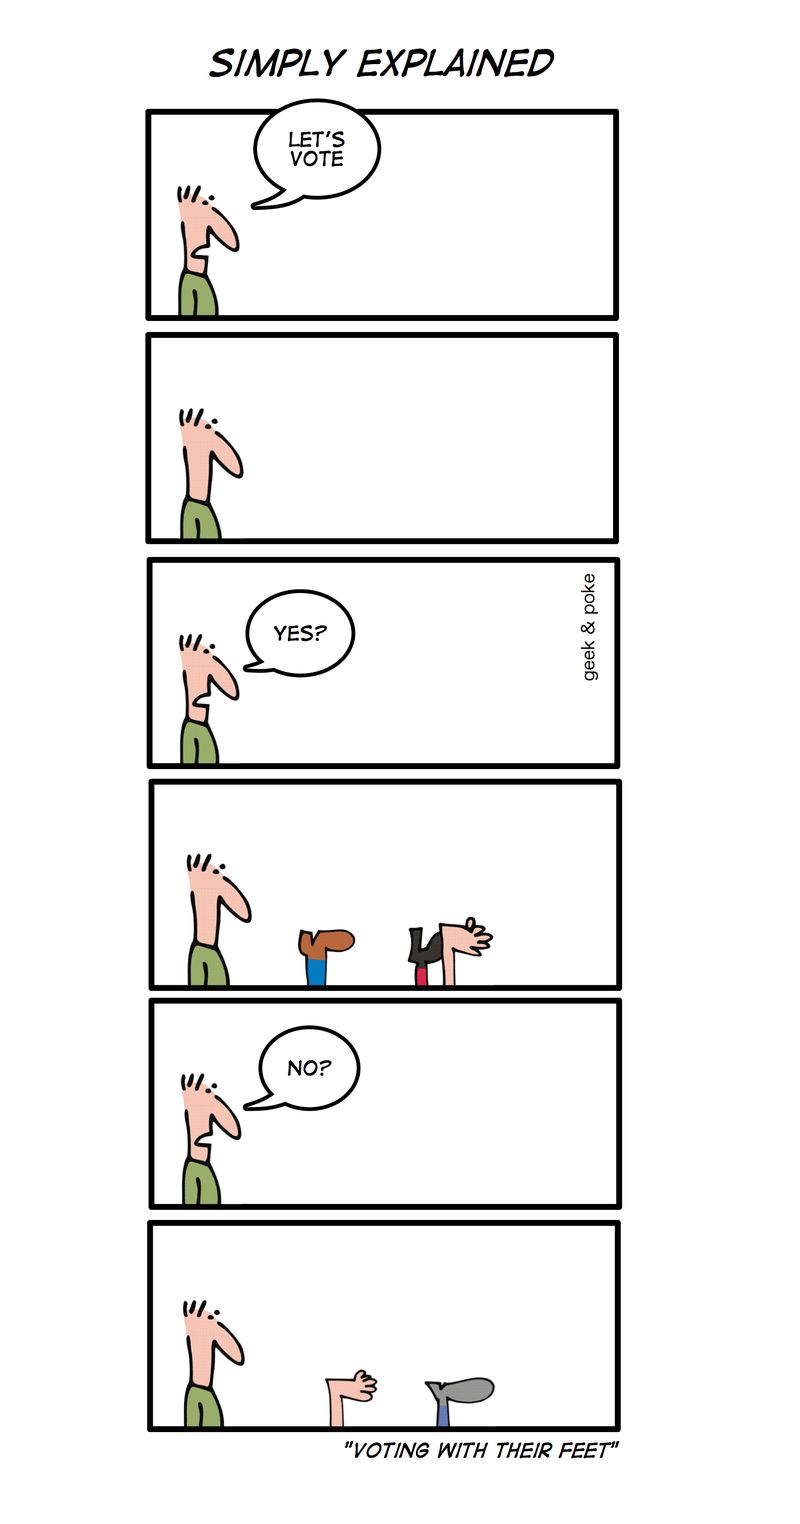 SIMPLY EXPLAINED
LET'S
VOTE
YES?
geek & poke
NO?
"VOTING WITH THEIR FEET"